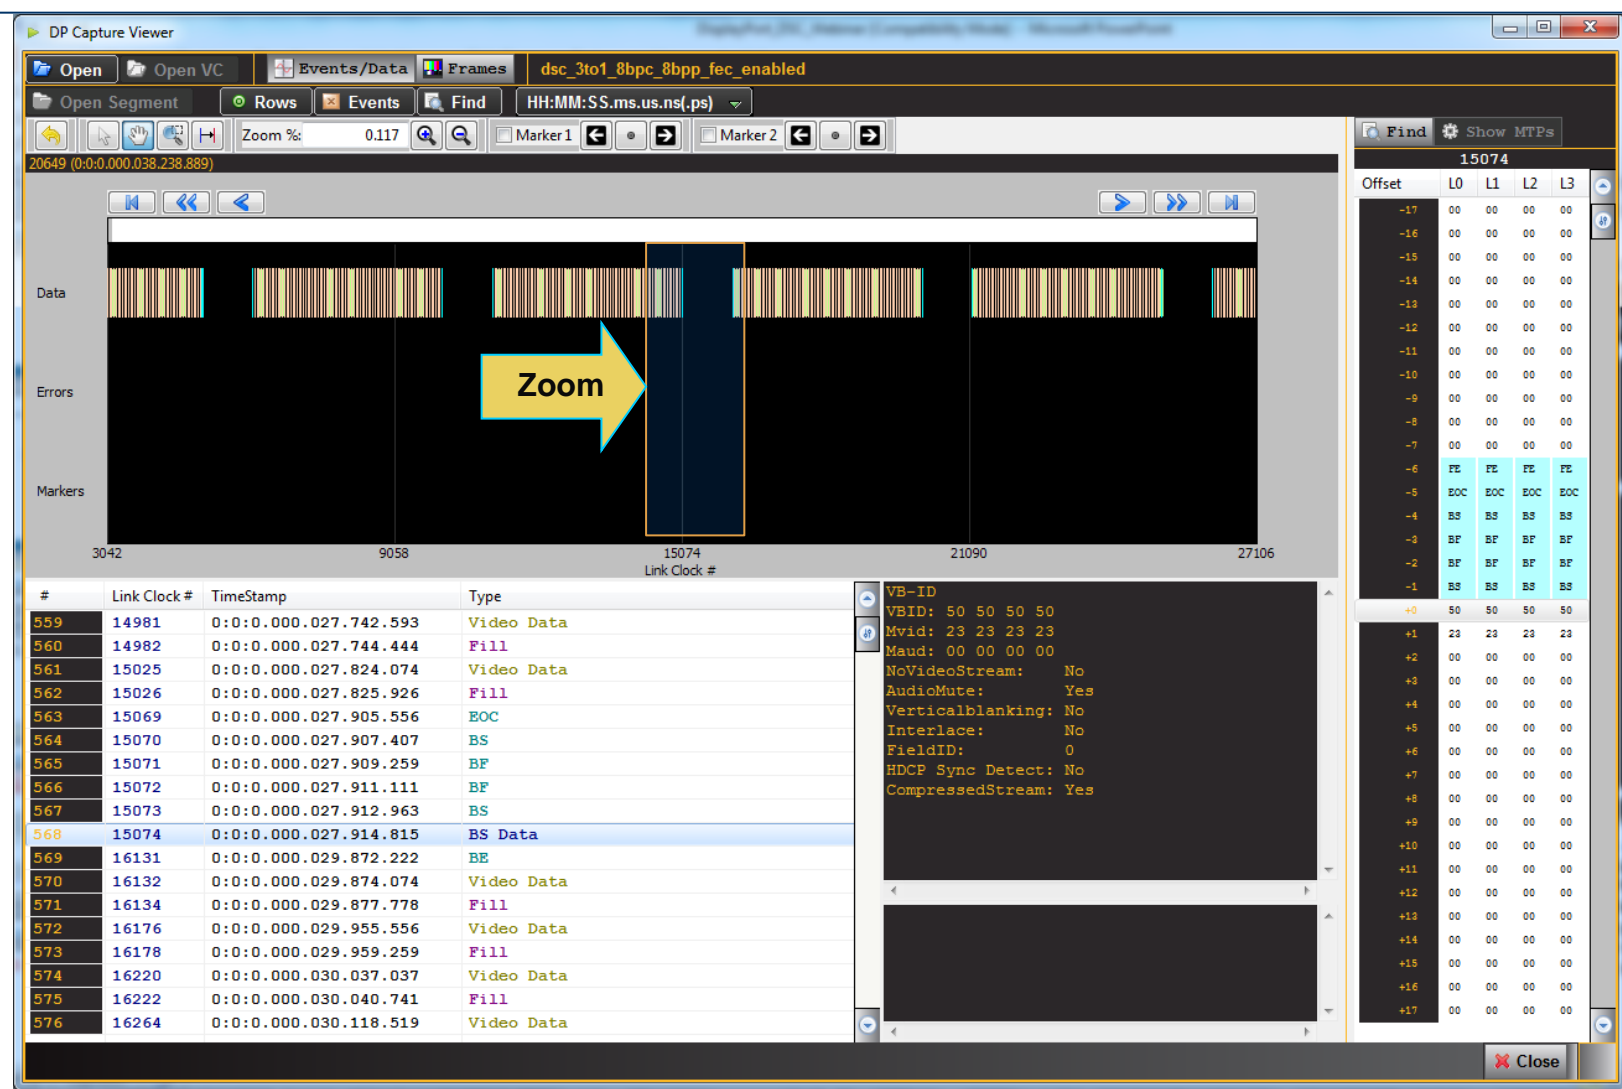 DP Capture Viewer
Open Open VC Events/Data Frames dsc_3to1_8bpc_8bpp_fec_enabled
Open Segment Rows Events Find HH:MM:SS.ms.us.ns(.ps)
Zoom %: 0.117 Marker 1 Marker 2
20649 (0:0:0.000.038.238.889)
Data
Zoom
Errors
Markers
3042 9058 15074 21090 27106
Link Clock #
# Link Clock # TimeStamp Type
559 14981 0:0:0.000.027.742.593 Video Data
560 14982 0:0:0.000.027.744.444 Fill
561 15025 0:0:0.000.027.824.074 Video Data
562 15026 0:0:0.000.027.825.926 Fill
563 15069 0:0:0.000.027.905.556 EOC
564 15070 0:0:0.000.027.907.407 BS
565 15071 0:0:0.000.027.909.259 BF
566 15072 0:0:0.000.027.911.111 BF
567 15073 0:0:0.000.027.912.963 BS
568 15074 0:0:0.000.027.914.815 BS Data
569 16131 0:0:0.000.029.872.222 BE
570 16132 0:0:0.000.029.874.074 Video Data
571 16134 0:0:0.000.029.877.778 Fill
572 16176 0:0:0.000.029.955.556 Video Data
573 16178 0:0:0.000.029.959.259 Fill
574 16220 0:0:0.000.030.037.037 Video Data
575 16222 0:0:0.000.030.040.741 Fill
576 16264 0:0:0.000.030.118.519 Video Data
VB-ID
VBID: 50 50 50 50
Mvid: 23 23 23 23
Maud: 00 00 00 00
NoVideoStream: No
AudioMute: Yes
Verticalblanking: No
Interlace: No
FieldID: 0
HDCP Sync Detect: No
CompressedStream: Yes
Find Show MTPs
15074
Offset L0 L1 L2 L3
-17 00 00 00 00
-16 00 00 00 00
-15 00 00 00 00
-14 00 00 00 00
-13 00 00 00 00
-12 00 00 00 00
-11 00 00 00 00
-10 00 00 00 00
-9 00 00 00 00
-8 00 00 00 00
-7 00 00 00 00
-6 FE FE FE FE
-5 EOC EOC EOC EOC
-4 BS BS BS BS
-3 BF BF BF BF
-2 BF BF BF BF
-1 BS BS BS BS
+0 50 50 50 50
+1 23 23 23 23
+2 00 00 00 00
+3 00 00 00 00
+4 00 00 00 00
+5 00 00 00 00
+6 00 00 00 00
+7 00 00 00 00
+8 00 00 00 00
+9 00 00 00 00
+10 00 00 00 00
+11 00 00 00 00
+12 00 00 00 00
+13 00 00 00 00
+14 00 00 00 00
+15 00 00 00 00
+16 00 00 00 00
+17 00 00 00 00
Close